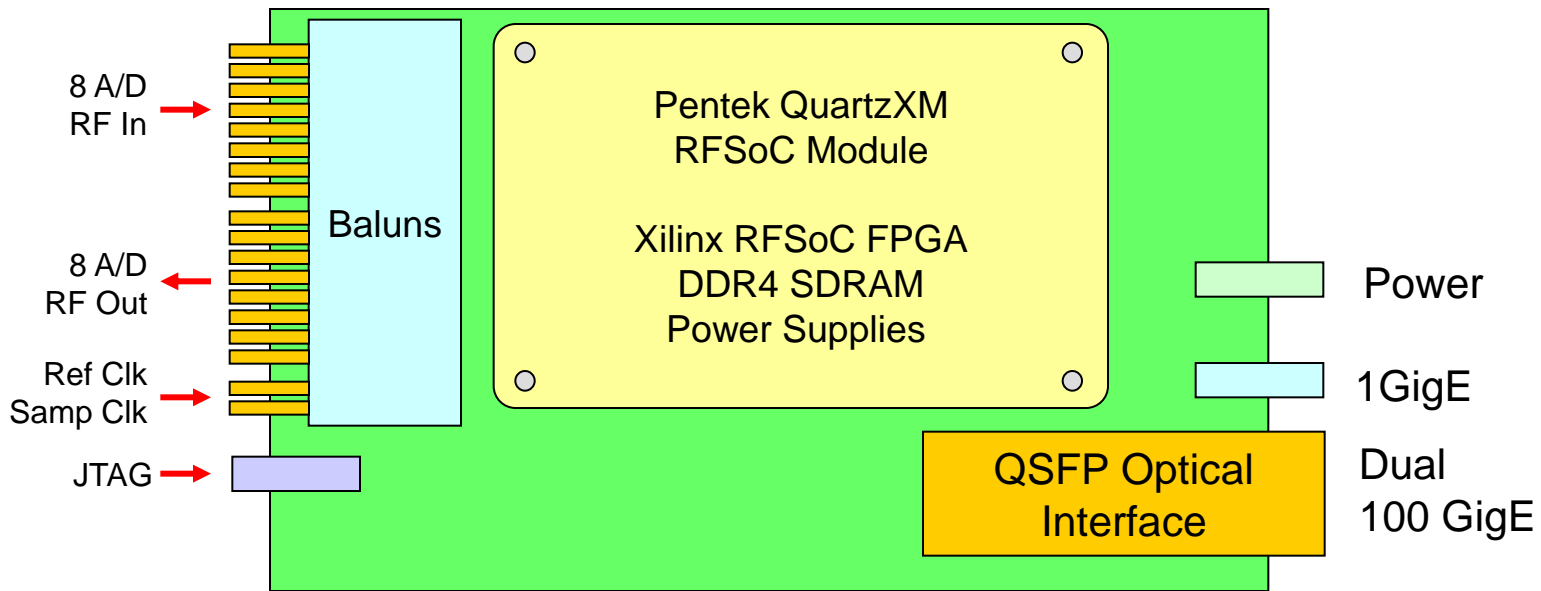 8 A/D
RF In
8 A/D
RF Out
Ref Clk
Samp Clk
JTAG
Baluns
Pentek QuartzXM
RFSoC Module
Xilinx RFSoC FPGA
DDR4 SDRAM
Power Supplies
Power
1GigE
QSFP Optical
Interface
Dual
100 GigE